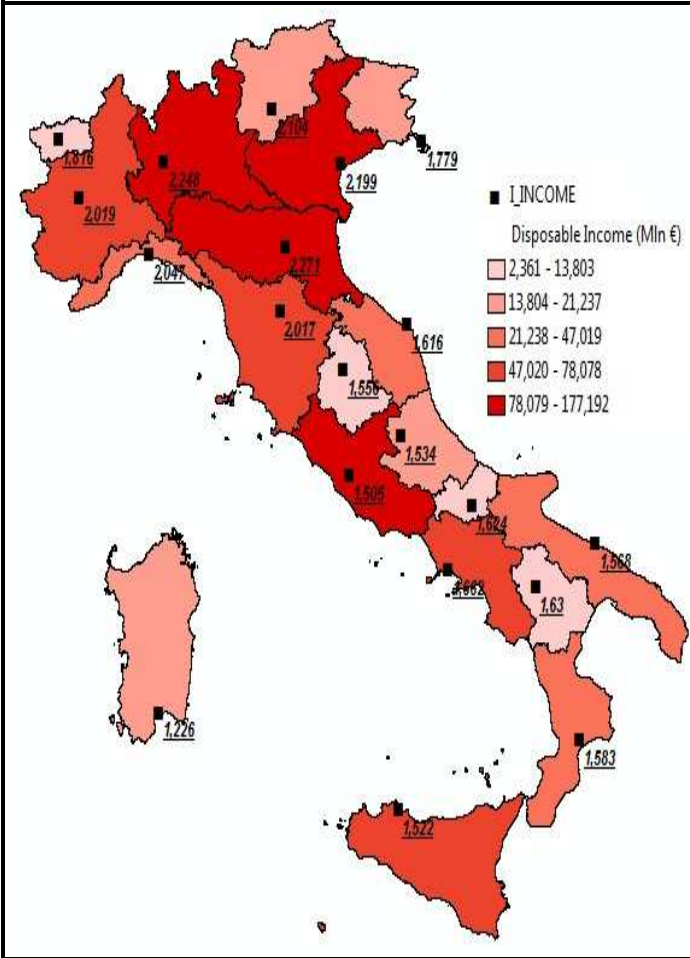 2,104
1,816
1,779
2,248
2,199
2,019
2,271
2,047
2,017
1,616
1,556
1,534
1,505
1,624
1,568
1,662
1,63
1,226
1,583
1,522
I_INCOME
Disposable Income (Mln €)
2,361 - 13,803
13,804 - 21,237
21,238 - 47,019
47,020 - 78,078
78,079 - 177,192